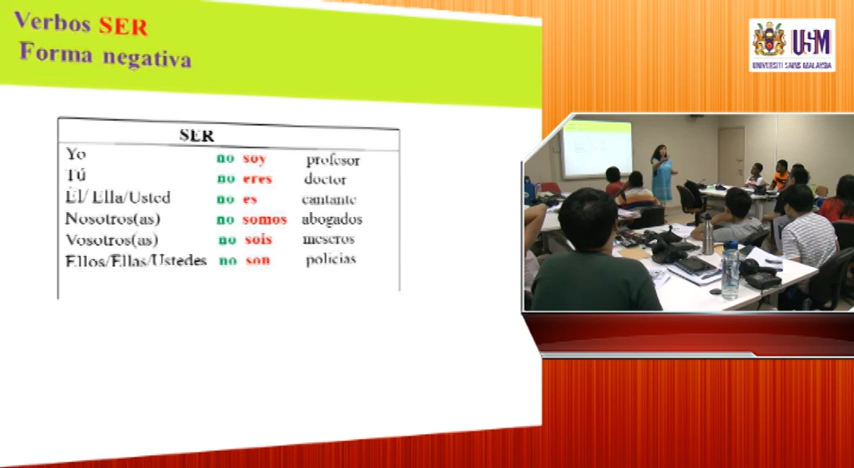 Verbos SER
Forma negativa
SER
Yo no soy profesor
Tú no eres doctor
Él/Ella/Usted no es cantante
Nosotros(as) no somos abogados
Vosotros(as) no sois meseros
Ellos/Ellas/Ustedes no son policías
USM
UNIVERSITI SAINS MALAYSIA